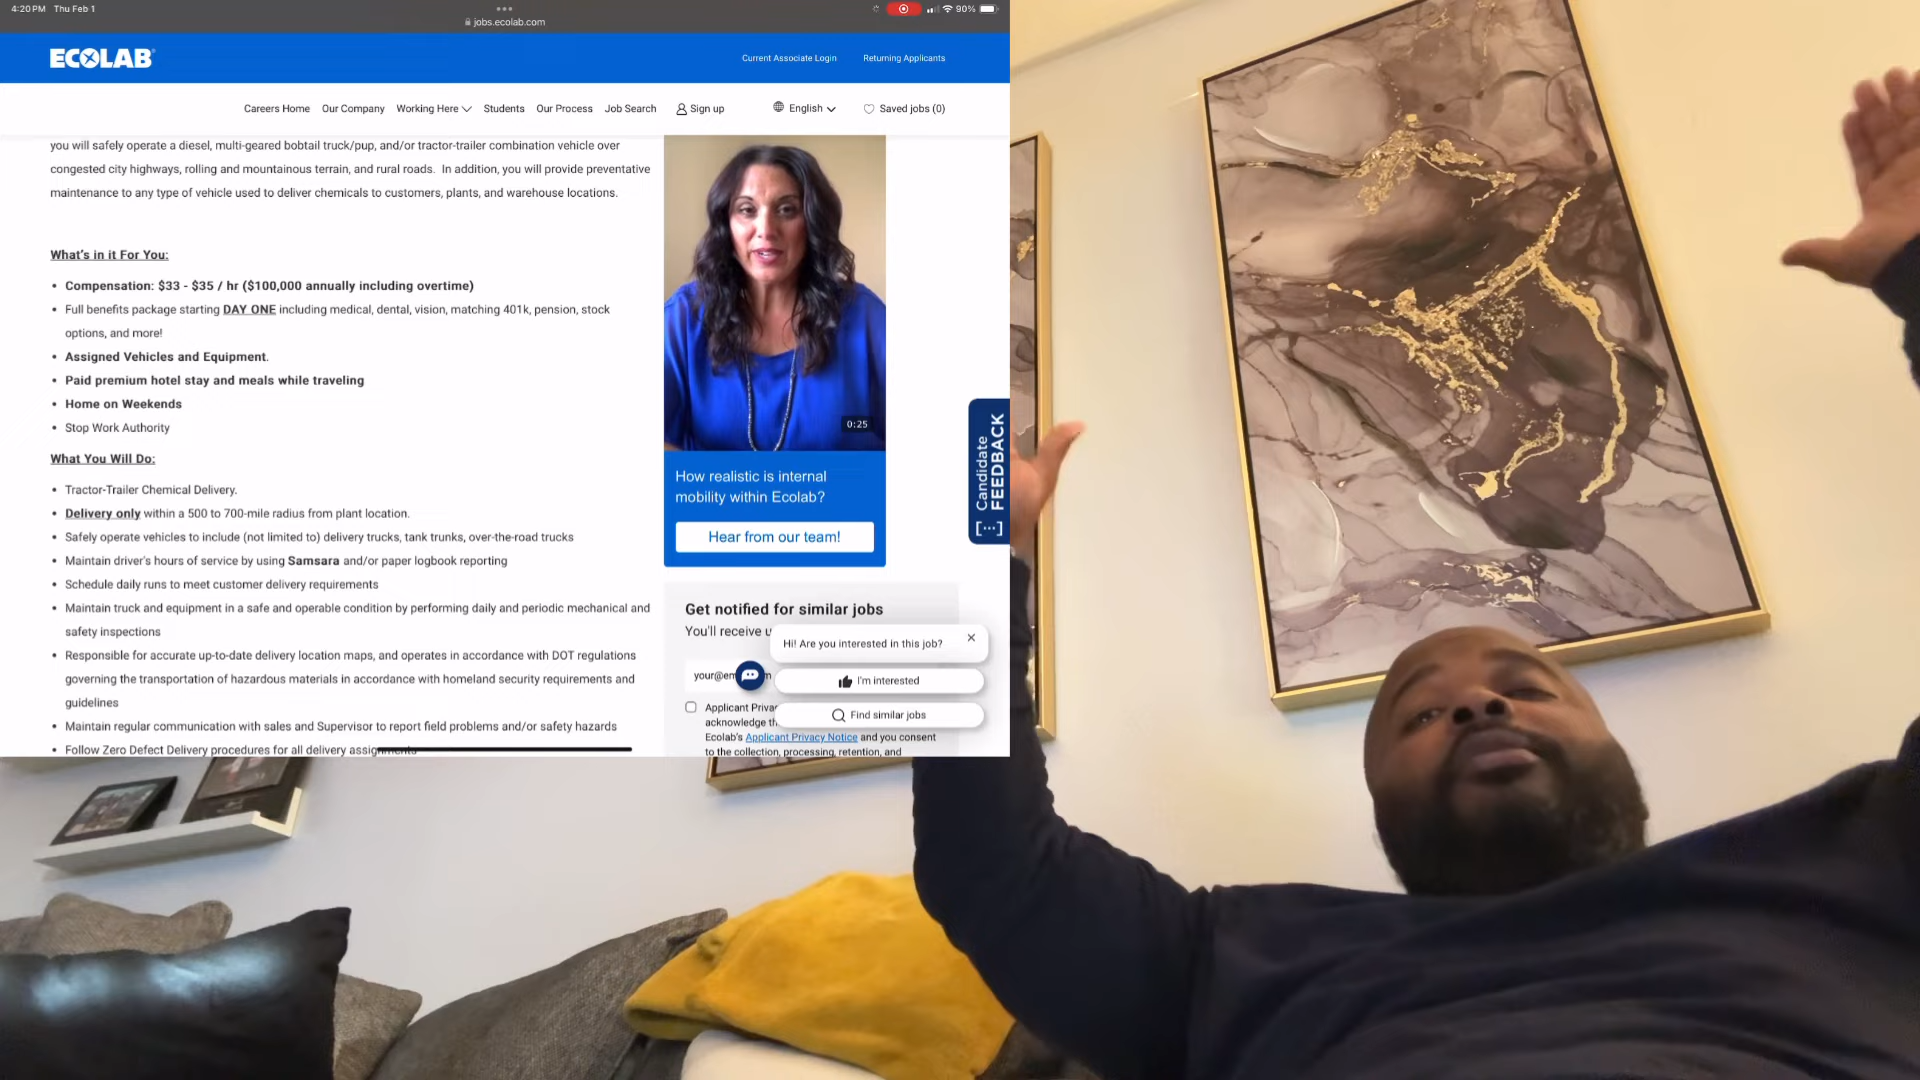 4:20 PM Thu Feb 1
jobs.ecolab.com
90%
ECOLAB
Current Associate Login Returning Applicants
Careers Home Our Company Working Here Students Our Process Job Search Sign up English Saved jobs (0)
you will safely operate a diesel, multi-geared bobtail truck/pup, and/or tractor-trailer combination vehicle over
congested city highways, rolling and mountainous terrain, and rural roads. In addition, you will provide preventative
maintenance to any type of vehicle used to deliver chemicals to customers, plants, and warehouse locations.
What's in it For You:
• Compensation: $33 - $35 / hr ($100,000 annually including overtime)
• Full benefits package starting DAY ONE including medical, dental, vision, matching 401k, pension, stock
options, and more!
• Assigned Vehicles and Equipment.
• Paid premium hotel stay and meals while traveling
• Home on Weekends
• Stop Work Authority
What You Will Do:
• Tractor-Trailer Chemical Delivery.
• Delivery only within a 500 to 700-mile radius from plant location.
• Safely operate vehicles to include (not limited to) delivery trucks, tank trunks, over-the-road trucks
• Maintain driver's hours of service by using Samsara and/or paper logbook reporting
• Schedule daily runs to meet customer delivery requirements
• Maintain truck and equipment in a safe and operable condition by performing daily and periodic mechanical and
safety inspections
• Responsible for accurate up-to-date delivery location maps, and operates in accordance with DOT regulations
governing the transportation of hazardous materials in accordance with homeland security requirements and
guidelines
• Maintain regular communication with sales and Supervisor to report field problems and/or safety hazards
• Follow Zero Defect Delivery procedures for all delivery assignments
0:25
How realistic is internal
mobility within Ecolab?
Hear from our team!
Candidate
FEEDBACK
Get notified for similar jobs
You'll receive
Hi! Are you interested in this job?
I'm interested
Find similar jobs
Applicant
acknowledge
Ecolab's Applicant Privacy Notice and you consent
to the collection, processing, retention, and